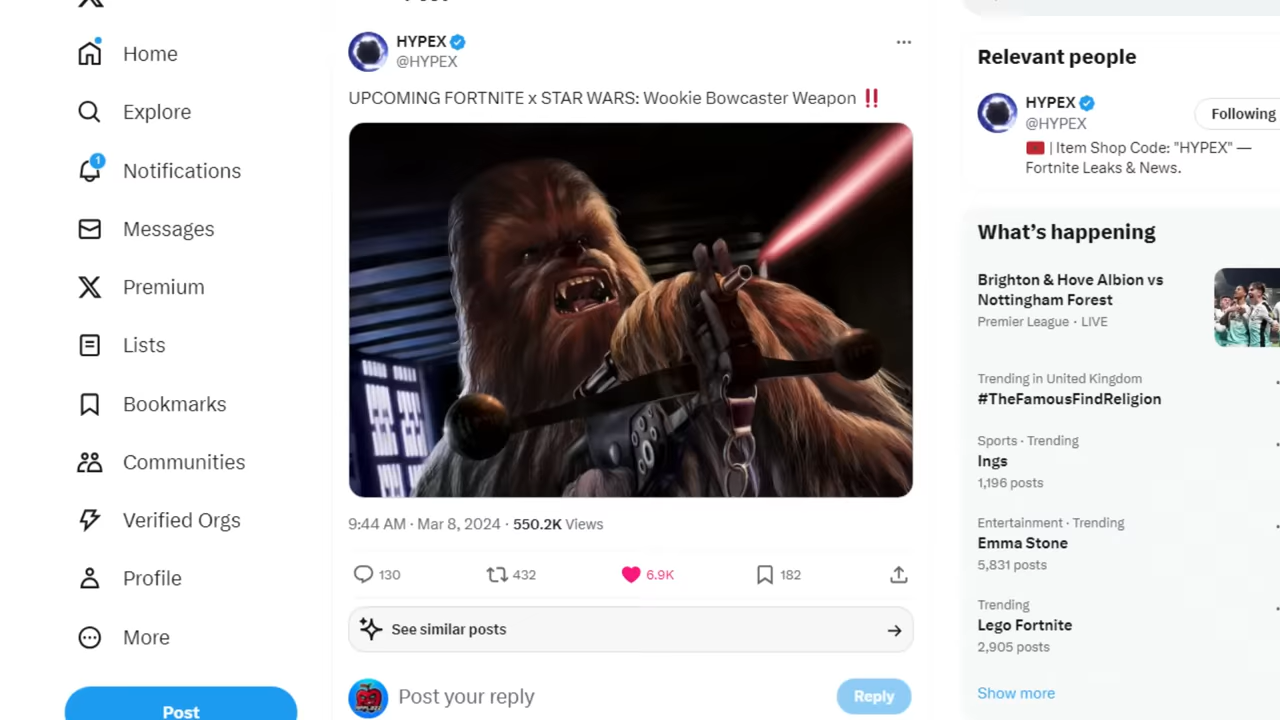 Home
Explore
1
Notifications
Messages
Premium
Lists
Bookmarks
Communities
Verified Orgs
Profile
More
Post
HYPEX
@HYPEX
UPCOMING FORTNITE x STAR WARS: Wookie Bowcaster Weapon ‼️
9:44 AM · Mar 8, 2024 · 550.2K Views
130
432
6.9K
182
See similar posts
Post your reply
Reply
Relevant people
HYPEX
@HYPEX
Following
| Item Shop Code: "HYPEX" —
Fortnite Leaks & News.
What’s happening
Brighton & Hove Albion vs
Nottingham Forest
Premier League · LIVE
Trending in United Kingdom
#TheFamousFindReligion
Sports · Trending
Ings
1,196 posts
Entertainment · Trending
Emma Stone
5,831 posts
Trending
Lego Fortnite
2,905 posts
Show more